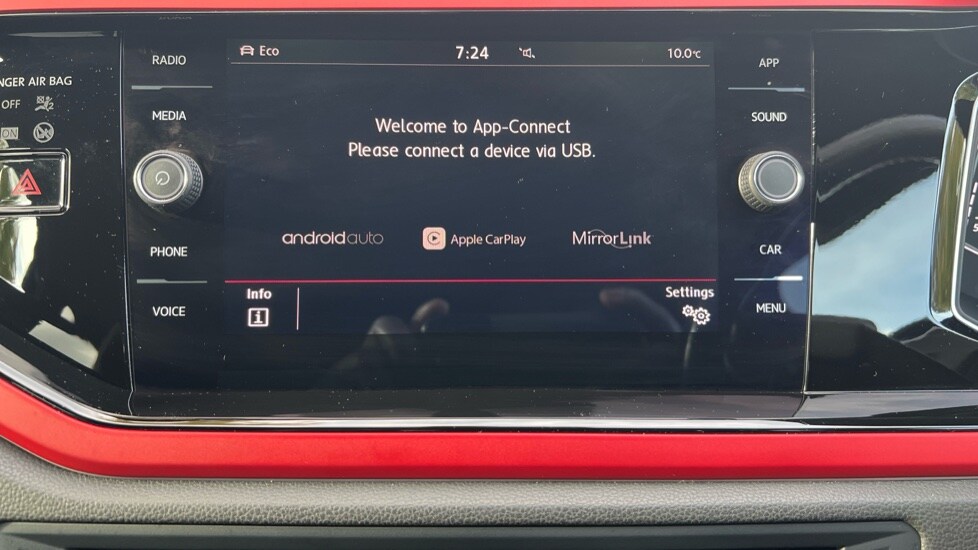 NGER AIR BAG
OFF
ON
RADIO
MEDIA
PHONE
VOICE
Eco
7:24
10.0°C
Welcome to App-Connect
Please connect a device via USB.
androidauto
Apple CarPlay
MirrorLink
Info
i
Settings
APP
SOUND
CAR
MENU